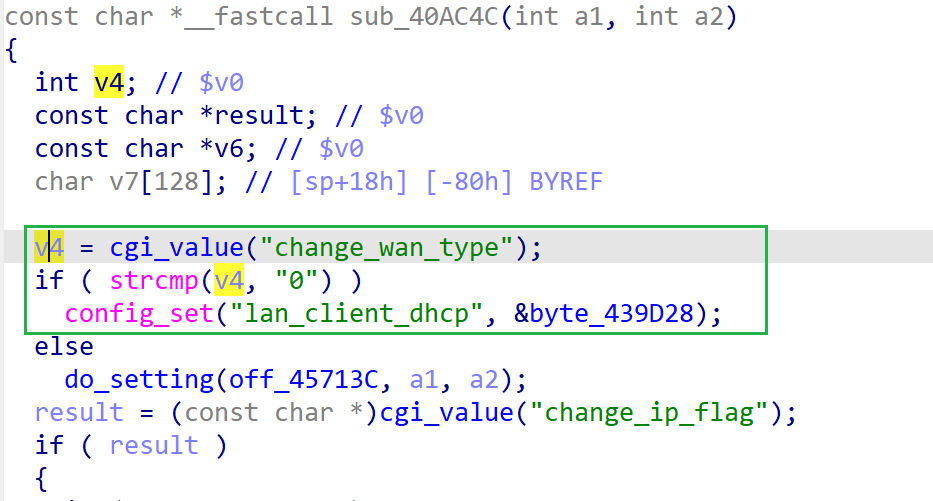 const char *__fastcall sub_40AC4C(int a1, int a2)
{
int v4; // $v0
const char *result; // $v0
const char *v6; // $v0
char v7[128]; // [sp+18h] [-80h] BYREF
v4 = cgi_value("change_wan_type");
if ( strcmp(v4, "0") )
config_set("lan_client_dhcp", &byte_439D28);
else
do_setting(off_45713C, a1, a2);
result = (const char *)cgi_value("change_ip_flag");
if ( result )
{